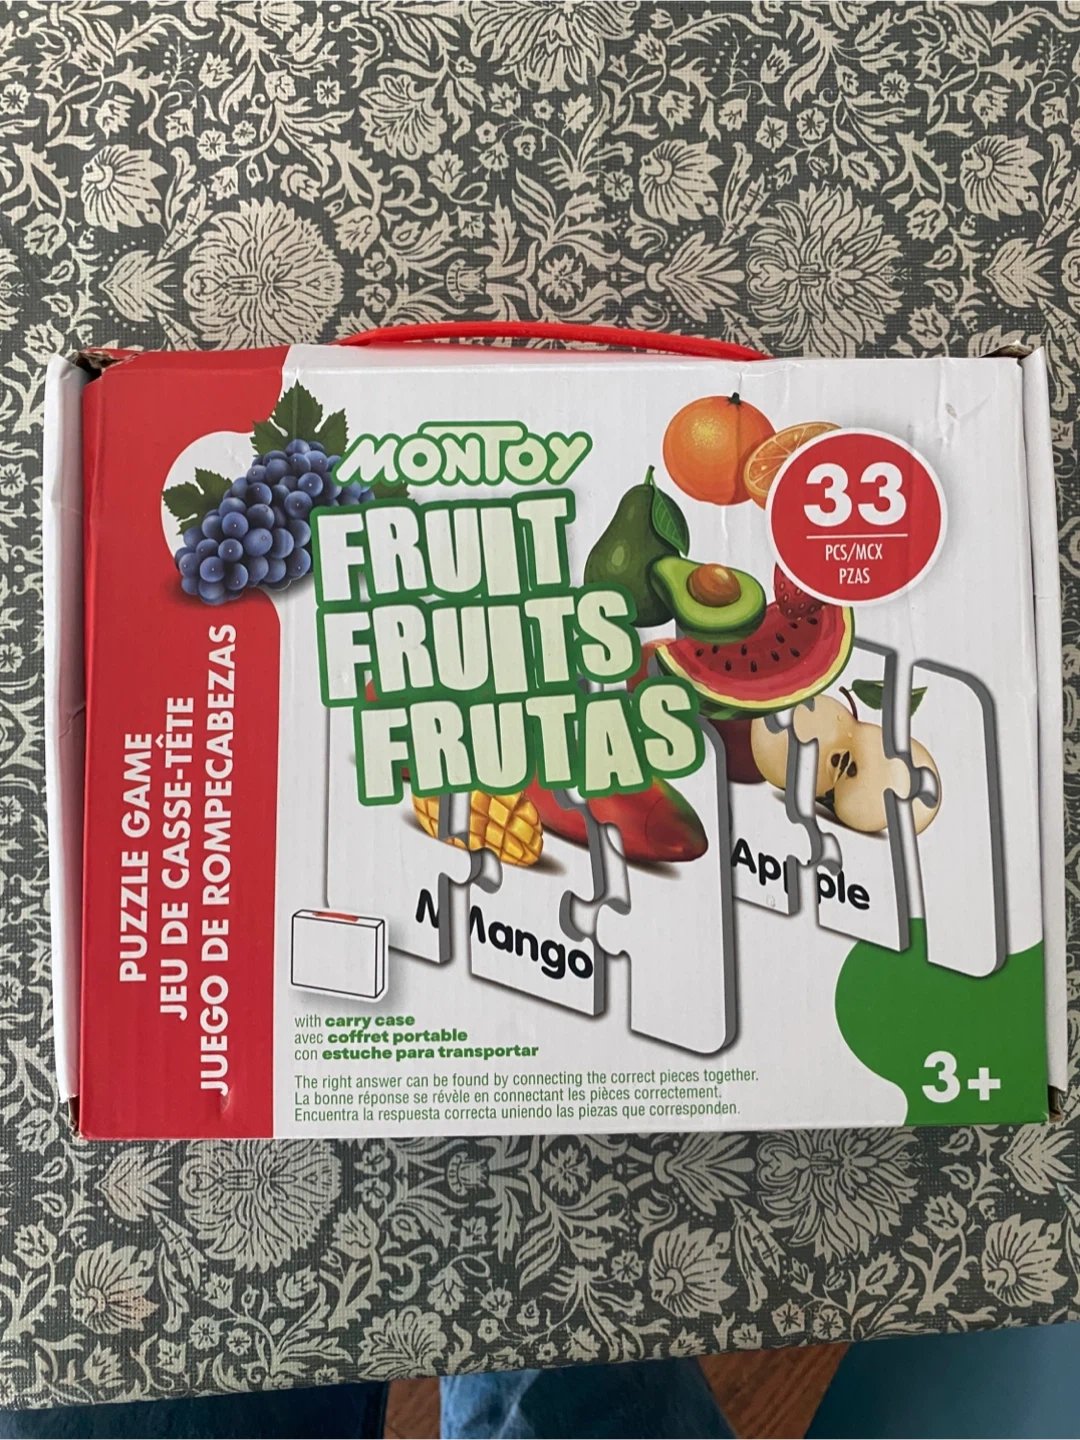 MONTOY
FRUIT
FRUITS
FRUTAS
33
PCS/MCX
PZAS
PUZZLE GAME
JEU DE CASSE-TÊTE
JUEGO DE ROMPECABEZAS
M Mango
App ple
with carry case
avec coffret portable
con estuche para transportar
The right answer can be found by connecting the correct pieces together.
La bonne réponse se révèle en connectant les pièces correctement.
Encuentra la respuesta correcta uniendo las piezas que corresponden.
3+